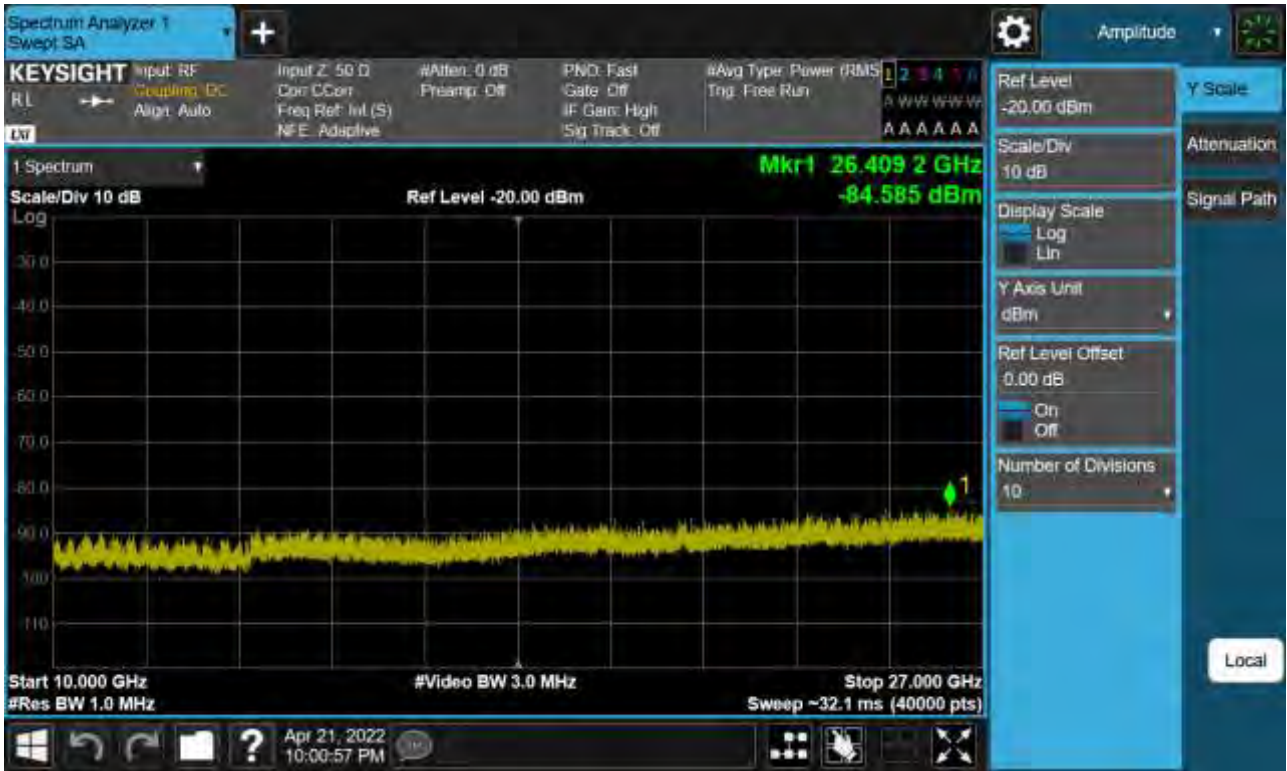 Spectrum Analyzer 1
Swept SA
+
Amplitude
KEYSIGHT
RL
Input: RF
Coupling: DC
Align: Auto
Input Z: 50 Ω
Corr CCorr
Freq Ref: Int (S)
NFE: Adaptive
#Atten: 0 dB
Preamp: Off
PNO: Fast
Gate: Off
IF Gain: High
Sig Track: Off
#Avg Type: Power (RMS
Trig: Free Run
1 2 3 4 5 6
A W W W W W
A A A A A A
LXI
1 Spectrum
Scale/Div 10 dB
Ref Level -20.00 dBm
Mkr1 26.409 2 GHz
-84.585 dBm
Log
-30.0
-40.0
-50.0
-60.0
-70.0
-80.0
-90.0
-100
-110
1
Start 10.000 GHz
#Res BW 1.0 MHz
#Video BW 3.0 MHz
Stop 27.000 GHz
Sweep ~32.1 ms (40000 pts)
Ref Level
-20.00 dBm
Scale/Div
10 dB
Display Scale
Log
Lin
Y Axis Unit
dBm
Ref Level Offset
0.00 dB
On
Off
Number of Divisions
10
Y Scale
Attenuation
Signal Path
Local
?
Apr 21, 2022
10:00:57 PM